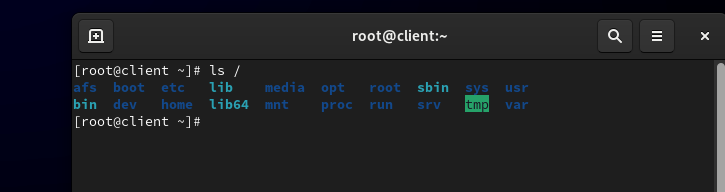 root@client:~
[root@client ~]# ls /
afs boot etc lib media opt root sbin sys usr
bin dev home lib64 mnt proc run srv tmp var
[root@client ~]#